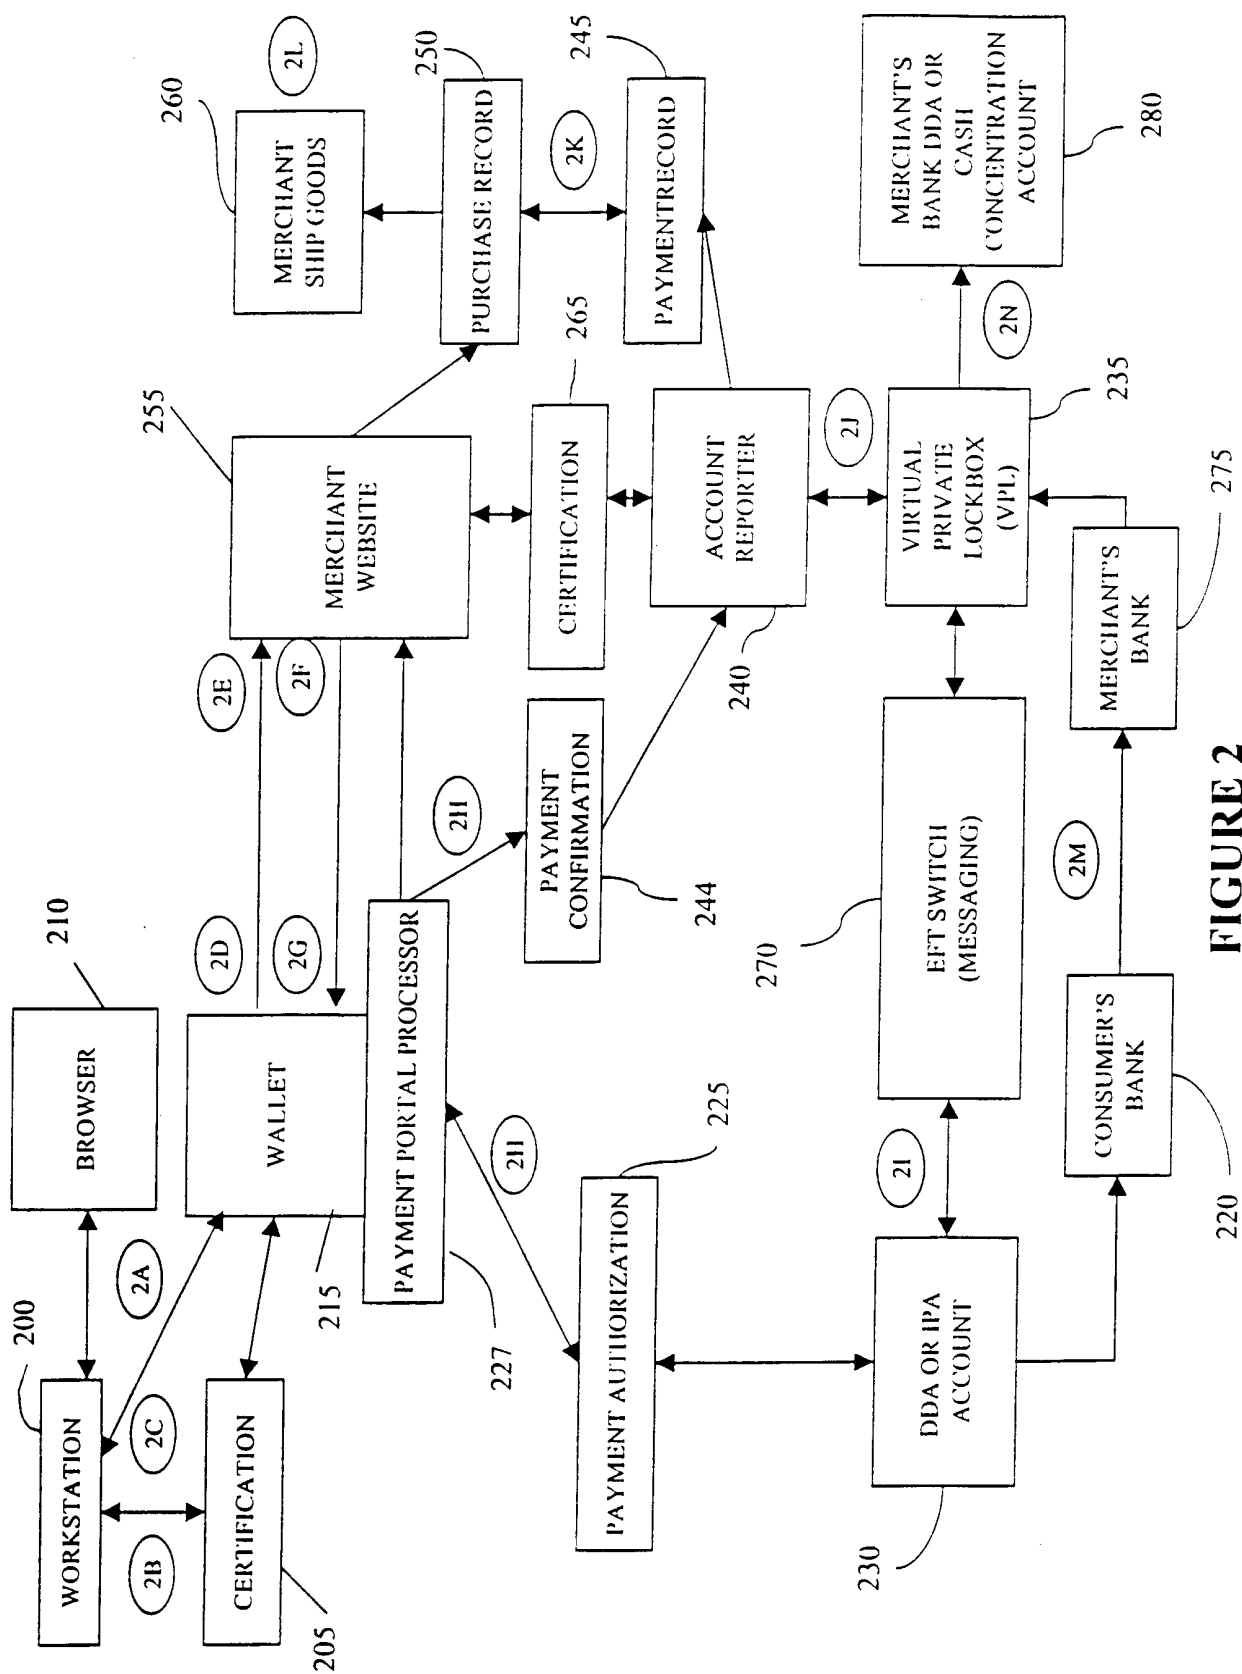 200
WORKSTATION
2B
2C
2A
BROWSER
210
CERTIFICATION
205
WALLET
215
2D
2E
2G
2F
PAYMENT PORTAL PROCESSOR
227
MERCHANT
WEBSITE
255
MERCHANT
SHIP GOODS
260
2L
PURCHASE RECORD
250
2K
PAYMENTRECORD
245
2H
PAYMENT
CONFIRMATION
244
CERTIFICATION
265
2H
PAYMENT AUTHORIZATION
225
ACCOUNT
REPORTER
240
2J
DDA OR IPA
ACCOUNT
230
2I
EFT SWITCH
(MESSAGING)
270
VIRTUAL
PRIVATE
LOCKBOX
(VPL)
235
2N
MERCHANT'S
BANK DDA OR
CASH
CONCENTRATION
ACCOUNT
280
CONSUMER'S
BANK
220
2M
MERCHANT'S
BANK
275
FIGURE 2